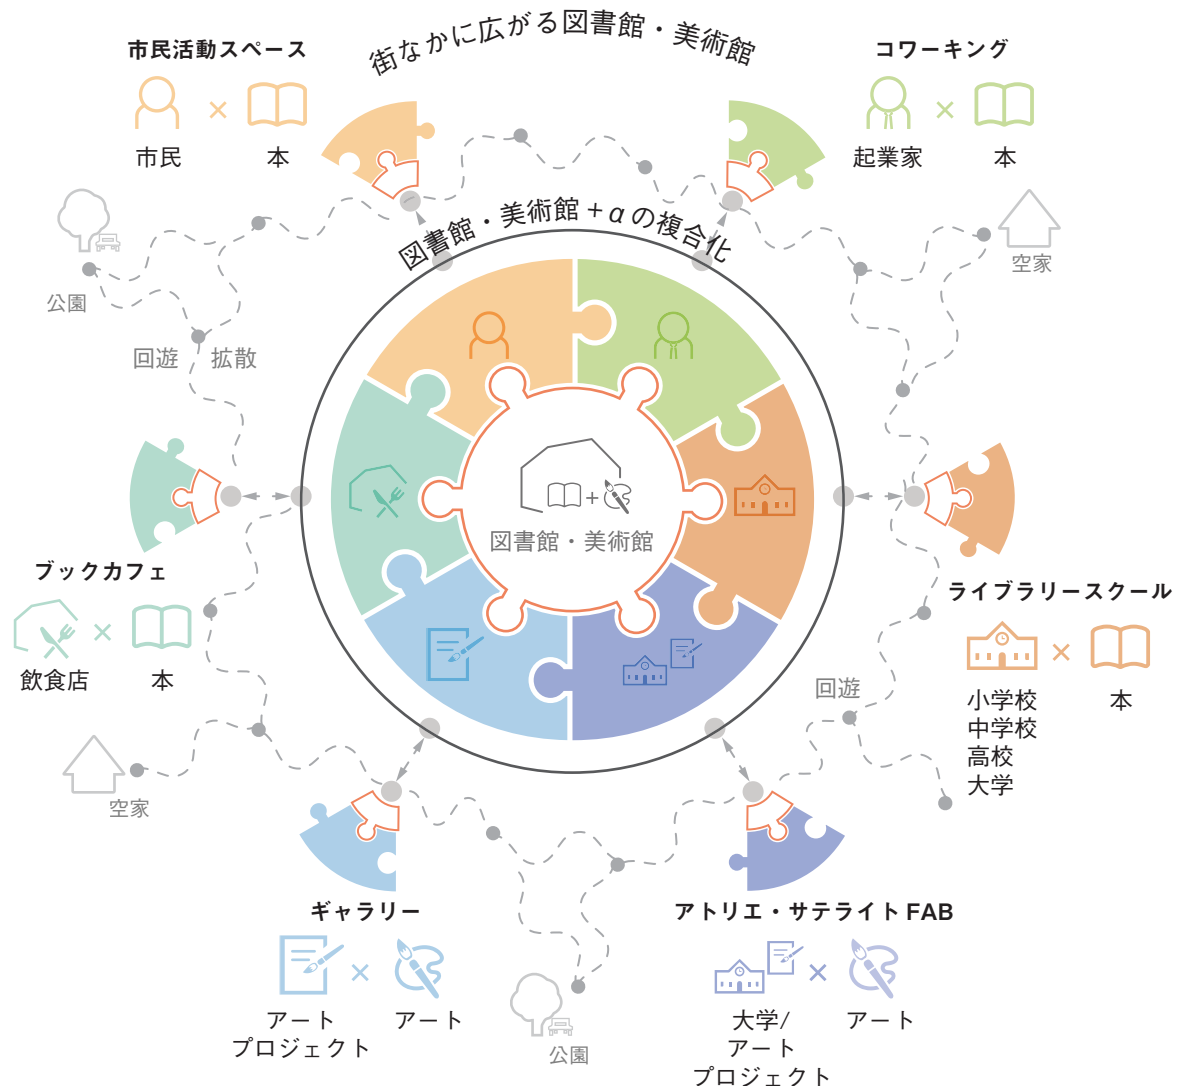 街なかに広がる図書館・美術館
市民活動スペース
市民
×
本
コワーキング
起業家
×
本
図書館・美術館+αの複合化
公園
空家
回遊
拡散
+
図書館・美術館
ブックカフェ
飲食店
×
本
ライブラリースクール
×
小学校
中学校
高校
大学
本
回遊
空家
ギャラリー
×
アート
プロジェクト
アート
アトリエ・サテライトFAB
×
大学/
アート
プロジェクト
アート
公園